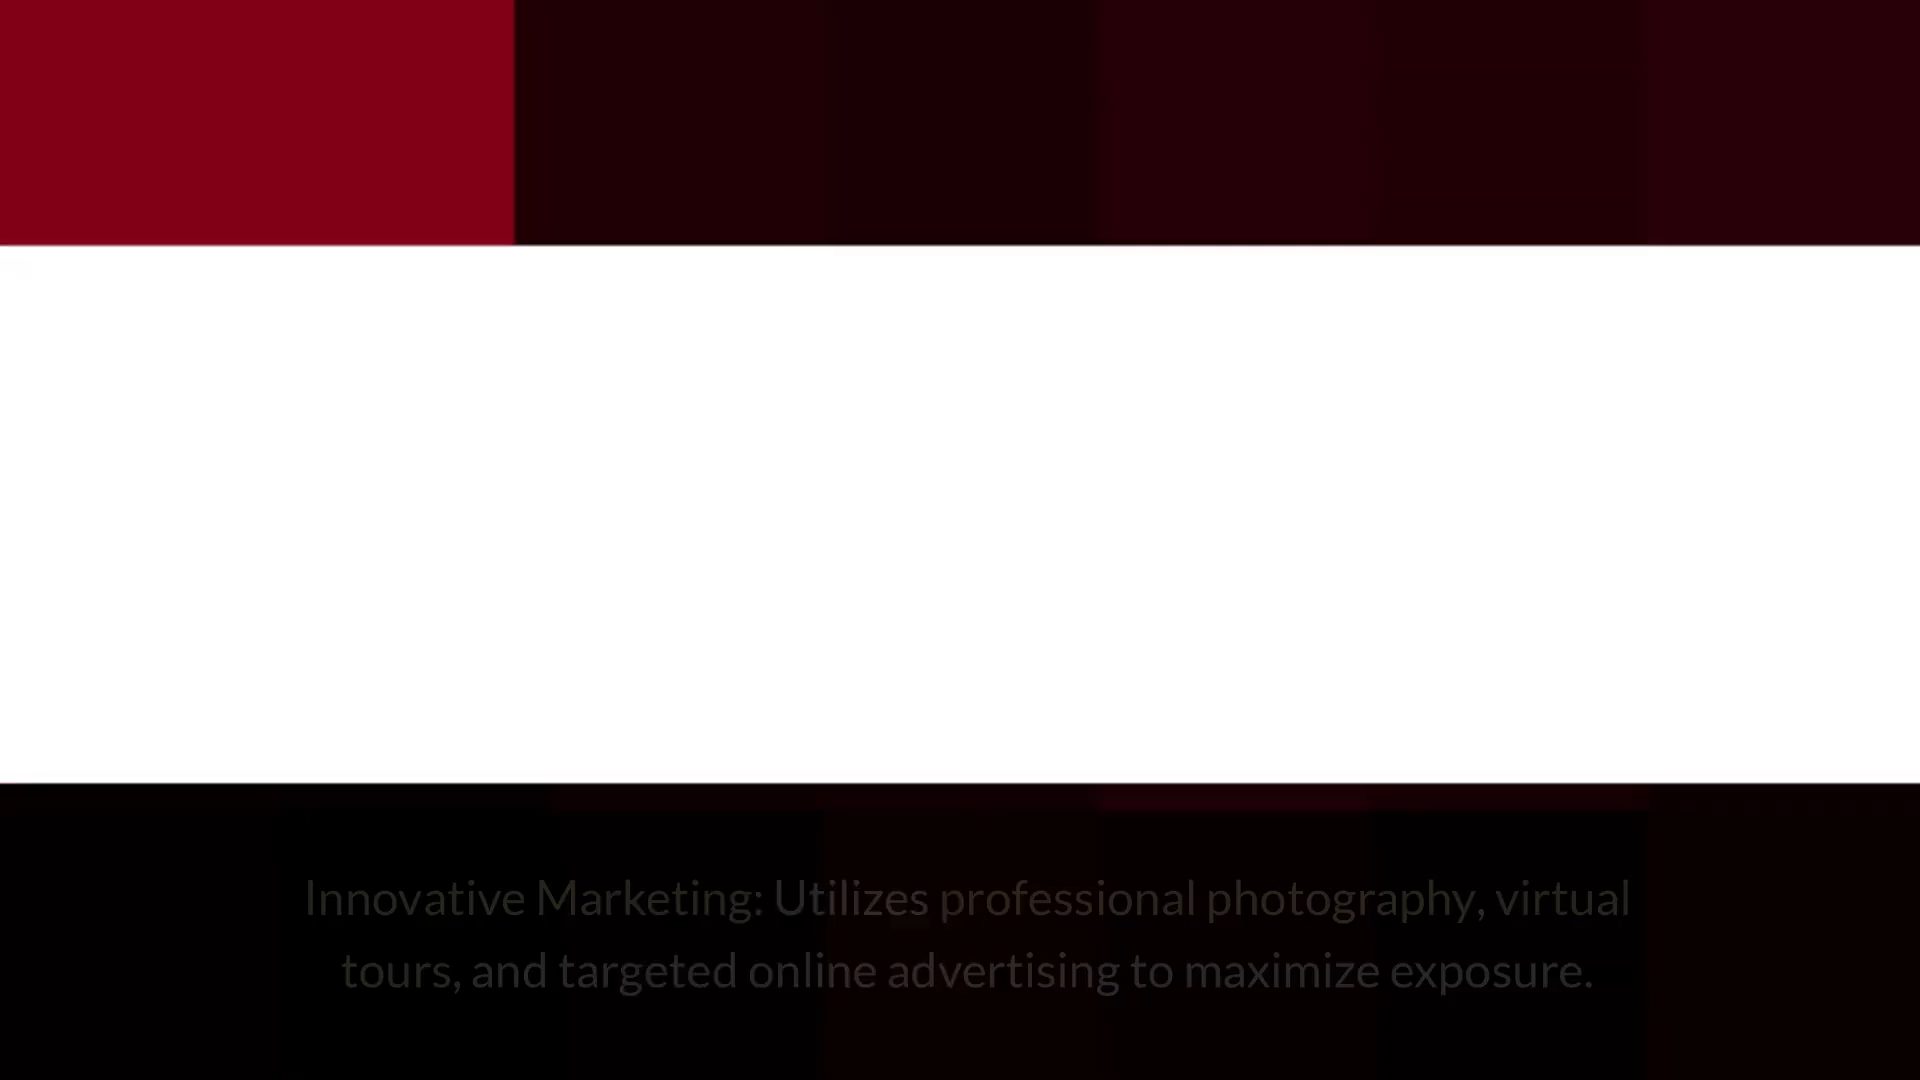 Innovative Marketing: Utilizes professional photography, virtual
tours, and targeted online advertising to maximize exposure.